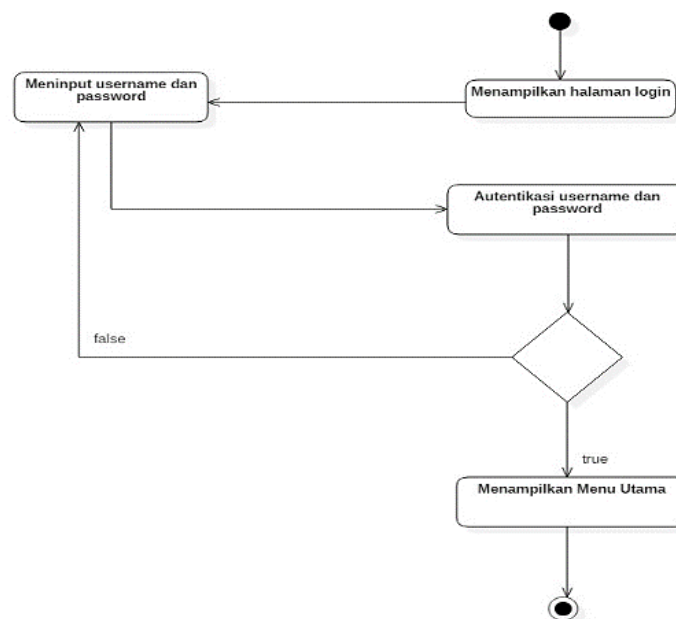 Menampilkan halaman login
Meninput username dan
password
Autentikasi username dan
password
false
true
Menampilkan Menu Utama